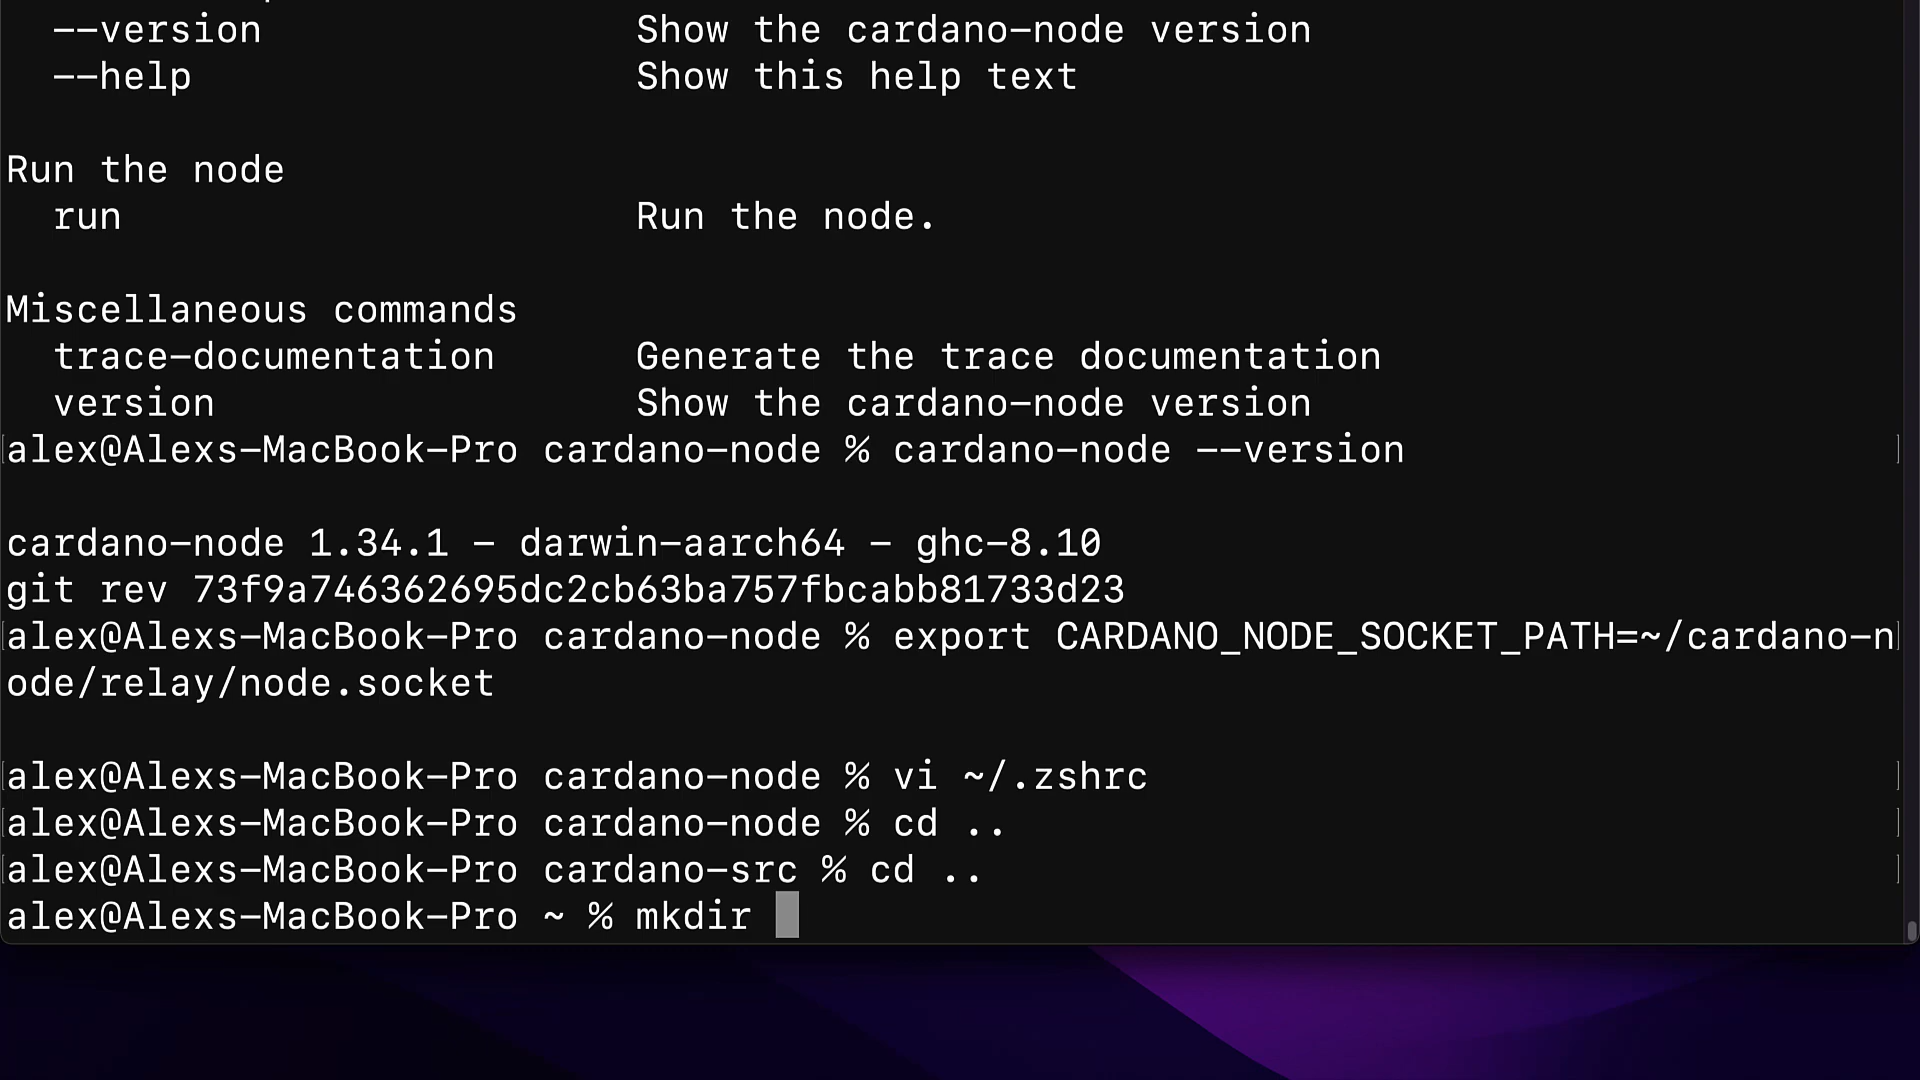 --version Show the cardano-node version
--help Show this help text
Run the node
run Run the node.
Miscellaneous commands
trace-documentation Generate the trace documentation
version Show the cardano-node version
alex@Alexs-MacBook-Pro cardano-node % cardano-node --version
cardano-node 1.34.1 - darwin-aarch64 - ghc-8.10
git rev 73f9a746362695dc2cb63ba757fbcabb81733d23
alex@Alexs-MacBook-Pro cardano-node % export CARDANO_NODE_SOCKET_PATH=~/cardano-n
ode/relay/node.socket
alex@Alexs-MacBook-Pro cardano-node % vi ~/.zshrc
alex@Alexs-MacBook-Pro cardano-node % cd ..
alex@Alexs-MacBook-Pro cardano-src % cd ..
alex@Alexs-MacBook-Pro ~ % mkdir